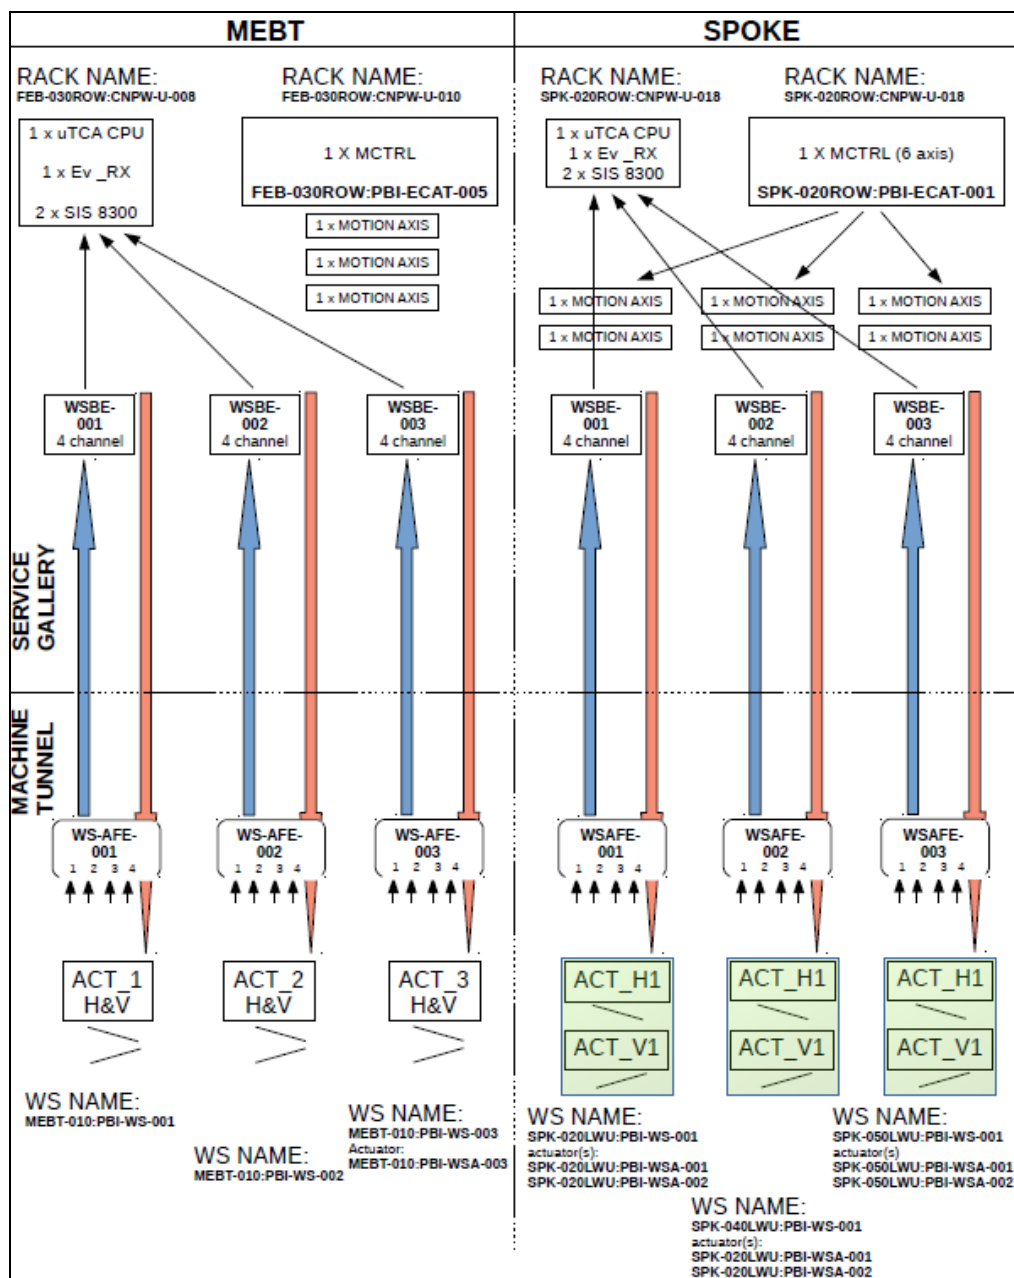 MEBT
SPOKE
RACK NAME:
FEB-030ROW:CNPW-U-008
RACK NAME:
FEB-030ROW:CNPW-U-010
RACK NAME:
SPK-020ROW:CNPW-U-018
RACK NAME:
SPK-020ROW:CNPW-U-018
1 x uTCA CPU
1 x Ev _RX
2 x SIS 8300
1 X MCTRL
FEB-030ROW:PBI-ECAT-005
1 x MOTION AXIS
1 x MOTION AXIS
1 x MOTION AXIS
1 x uTCA CPU
1 x Ev _RX
2 x SIS 8300
1 X MCTRL (6 axis)
SPK-020ROW:PBI-ECAT-001
1 x MOTION AXIS
1 x MOTION AXIS
1 x MOTION AXIS
1 x MOTION AXIS
1 x MOTION AXIS
1 x MOTION AXIS
WSBE-
001
4 channel
WSBE-
002
4 channel
WSBE-
003
4 channel
WSBE-
001
4 channel
WSBE-
002
4 channel
WSBE-
003
4 channel
SERVICE
GALLERY
MACHINE
TUNNEL
WS-AFE-
001
1 2 3 4
WS-AFE-
002
1 2 3 4
WS-AFE-
003
1 2 3 4
WSAFE-
001
1 2 3 4
WSAFE-
002
1 2 3 4
WSAFE-
003
1 2 3 4
ACT_1
H&V
ACT_2
H&V
ACT_3
H&V
ACT_H1
ACT_V1
ACT_H1
ACT_V1
ACT_H1
ACT_V1
WS NAME:
MEBT-010:PBI-WS-001
WS NAME:
MEBT-010:PBI-WS-002
WS NAME:
MEBT-010:PBI-WS-003
Actuator:
MEBT-010:PBI-WSA-003
WS NAME:
SPK-020LWU:PBI-WS-001
actuator(s):
SPK-020LWU:PBI-WSA-001
SPK-020LWU:PBI-WSA-002
WS NAME:
SPK-040LWU:PBI-WS-001
actuator(s):
SPK-020LWU:PBI-WSA-001
SPK-020LWU:PBI-WSA-002
WS NAME:
SPK-050LWU:PBI-WS-001
actuator(s)
SPK-050LWU:PBI-WSA-001
SPK-050LWU:PBI-WSA-002